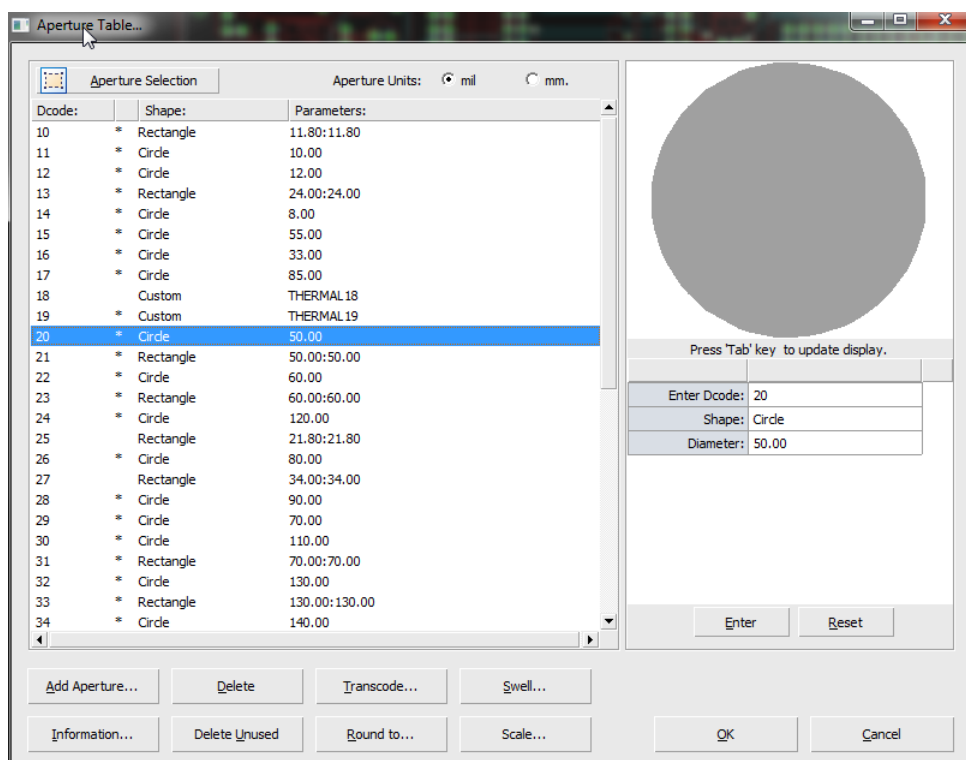 Aperture Table...
Aperture Selection Aperture Units: mil mm.
Dcode: Shape: Parameters:
10 * Rectangle 11.80:11.80
11 * Circle 10.00
12 * Circle 12.00
13 * Rectangle 24.00:24.00
14 * Circle 8.00
15 * Circle 55.00
16 * Circle 33.00
17 * Circle 85.00
18 Custom THERMAL18
19 * Custom THERMAL19
20 * Circle 50.00
21 * Rectangle 50.00:50.00
22 * Circle 60.00
23 * Rectangle 60.00:60.00
24 * Circle 120.00
25 Rectangle 21.80:21.80
26 * Circle 80.00
27 Rectangle 34.00:34.00
28 * Circle 90.00
29 * Circle 70.00
30 * Circle 110.00
31 * Rectangle 70.00:70.00
32 * Circle 130.00
33 * Rectangle 130.00:130.00
34 * Circle 140.00
Press 'Tab' key to update display.
Enter Dcode: 20
Shape: Circle
Diameter: 50.00
Enter Reset
Add Aperture... Delete Transcode... Swell...
Information... Delete Unused Round to... Scale... OK Cancel